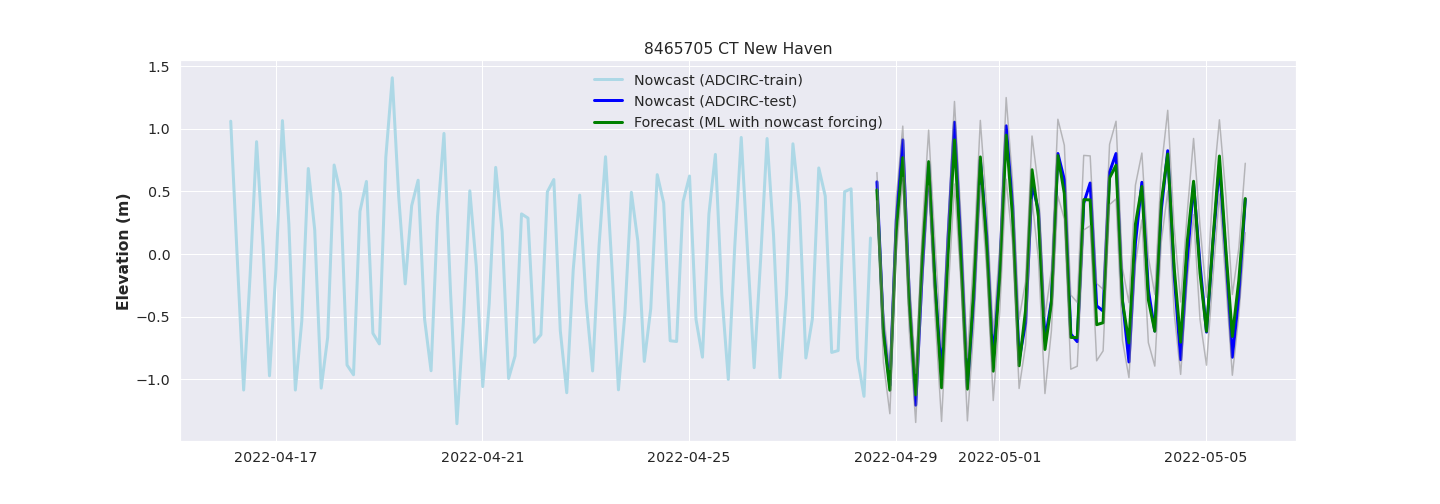 8465705 CT New Haven
Nowcast (ADCIRC-train)
Nowcast (ADCIRC-test)
Forecast (ML with nowcast forcing)
Elevation (m)
1.5
1.0
0.5
0.0
−0.5
−1.0
2022-04-17 2022-04-21 2022-04-25 2022-04-29 2022-05-01 2022-05-05